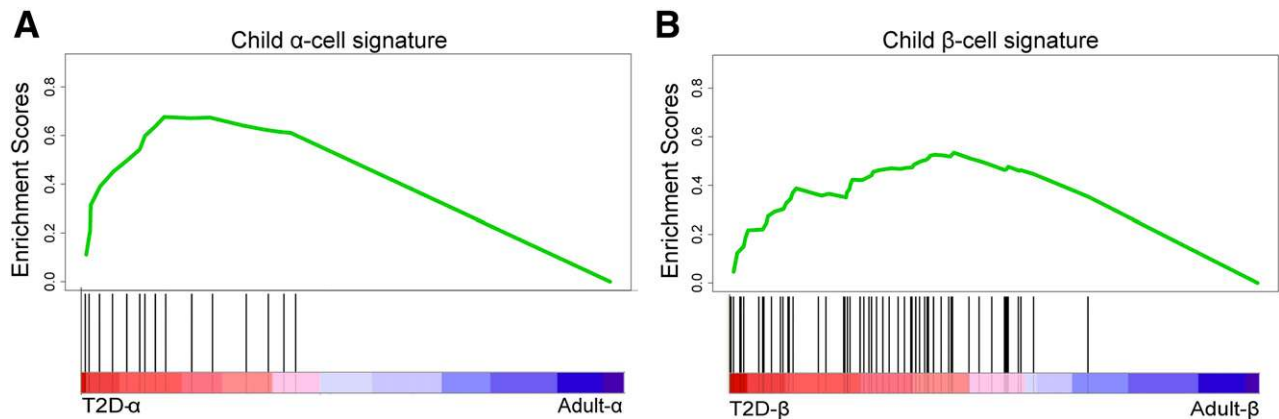 A
Child α-cell signature
Enrichment Scores
0.8
0.6
0.4
0.2
0.0
T2D-α
Adult-α
B
Child β-cell signature
Enrichment Scores
0.8
0.6
0.4
0.2
0.0
T2D-β
Adult-β